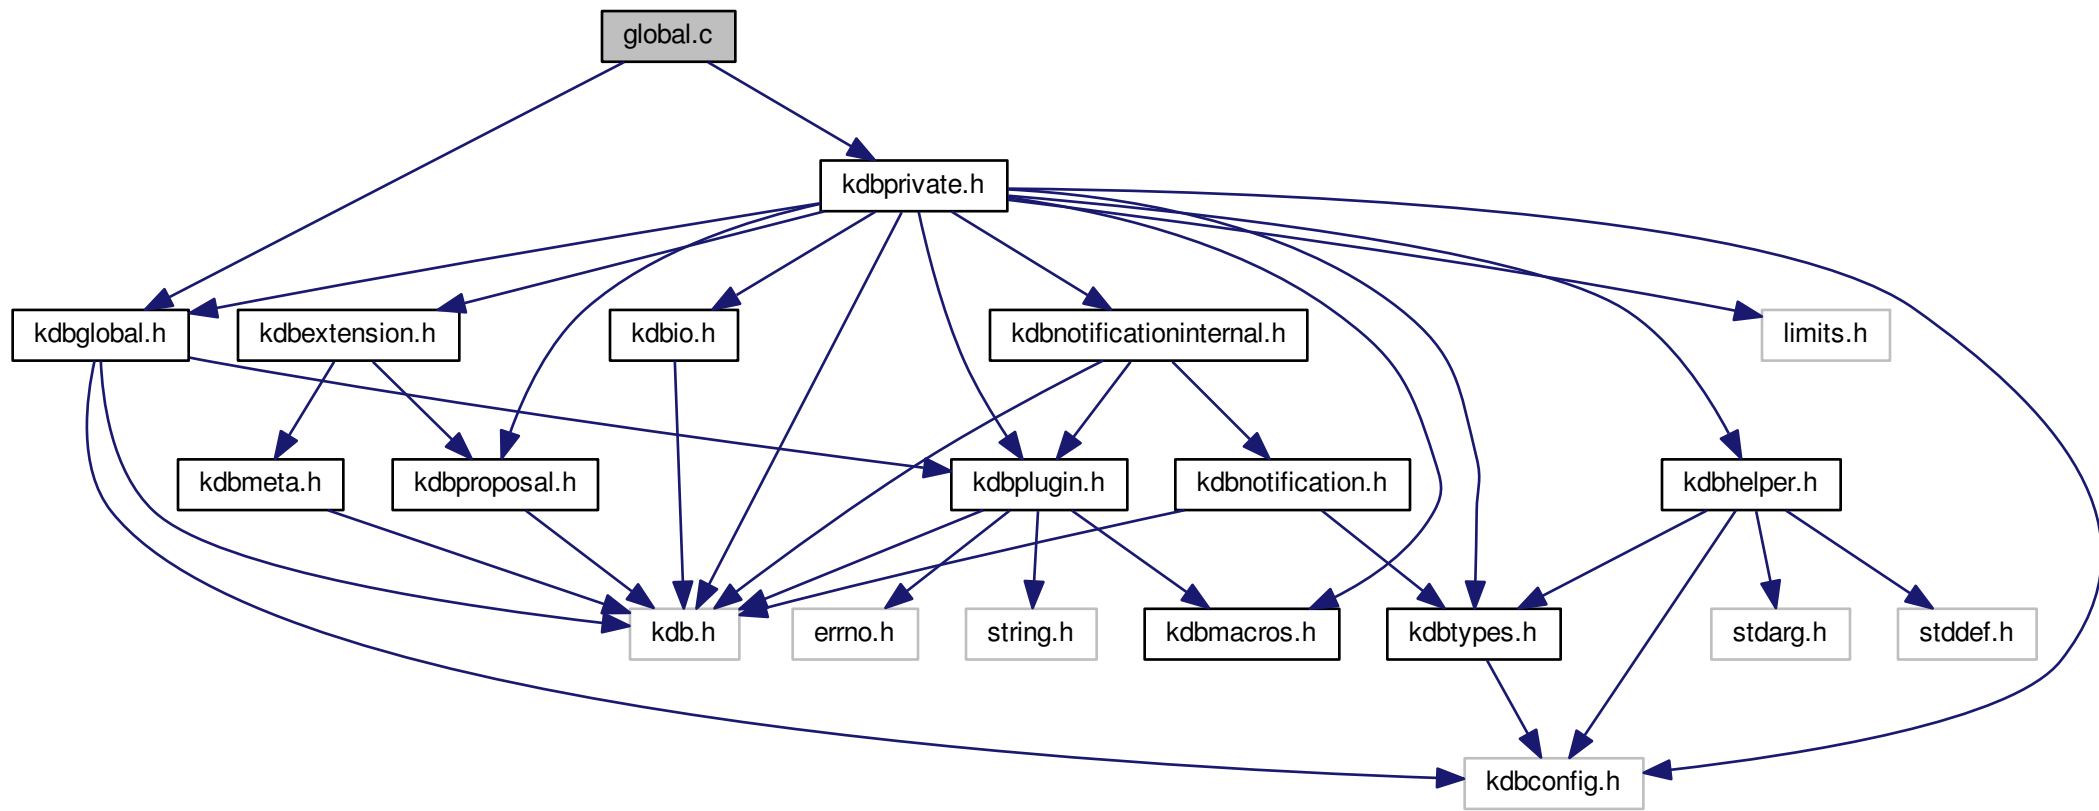 global.c
kdbprivate.h
kdbglobal.h
kdbextension.h
kdbio.h
kdbnotificationinternal.h
limits.h
kdbmeta.h
kdbproposal.h
kdbplugin.h
kdbnotification.h
kdbhelper.h
kdb.h
errno.h
string.h
kdbmacros.h
kdbtypes.h
stdarg.h
stddef.h
kdbconfig.h